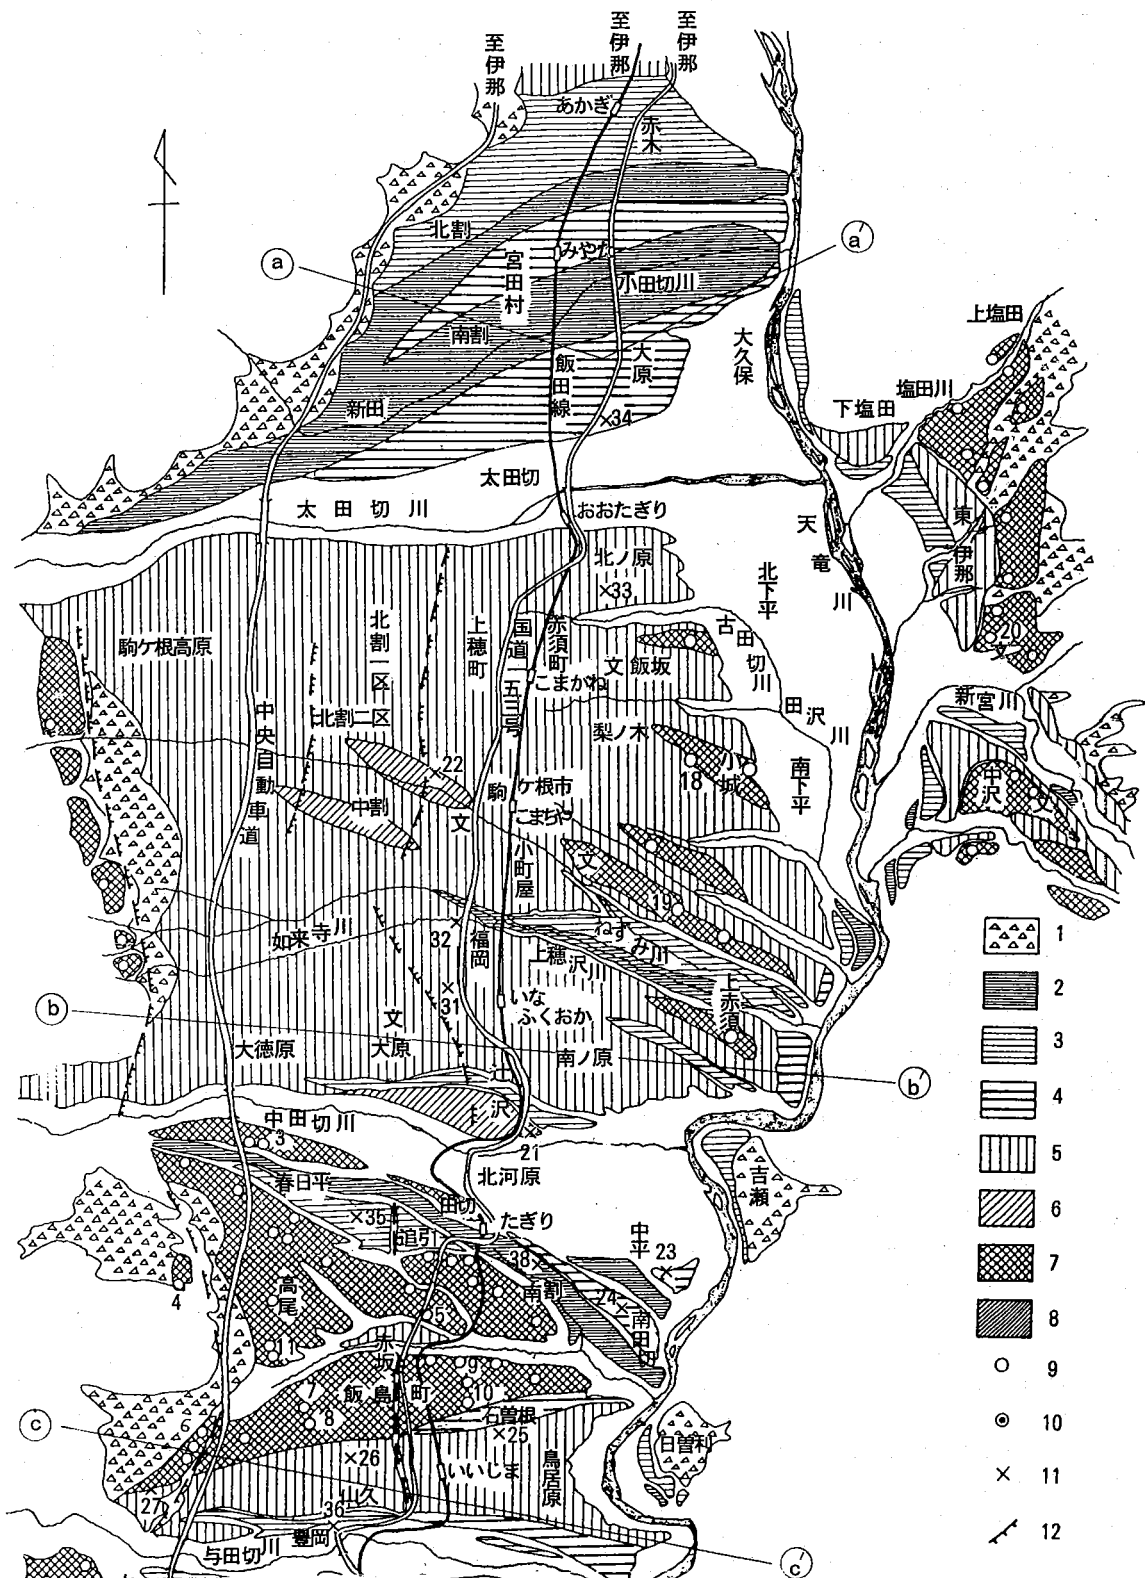 至伊那
至伊那
至伊那
あかぎ
赤木
北割
a
a′
宮田村
みやた
小田切川
南割
飯田線
大原
大久保
新田
×34
上塩田
塩田川
下塩田
太田切
太田切川
おおたぎり
天竜川
東伊那
北ノ原
×33
北下平
駒ケ根高原
北割一区
上穂町
国道一五三号
赤須町
文
飯坂
古田切川
20
文
こまがね
新宮川
中央自動車道
北割二区
田沢川
梨ノ木
小城
18
南下平
中沢
文
22
中割
文
駒ケ根市
こまちや
小町屋
文
19
如来寺川
32
福岡
ねずみ川
上穂沢川
31
いな
ふくおか
上赤須
b
大徳原
文
大原
南ノ原
b′
辻沢
中田切川
3
21
北河原
吉瀬
春日平
田切
たぎり
×35
追引
中平
23
38
南割
24
南田切
4
高尾
5
11
赤坂
9
7
飯島町
10
8
石曽根
×25
c
6
日曽利
×26
いいじま
鳥居原
27
山久
36
豊岡
与田切川
c′
1
2
3
4
5
6
7
8
9
10
11
12